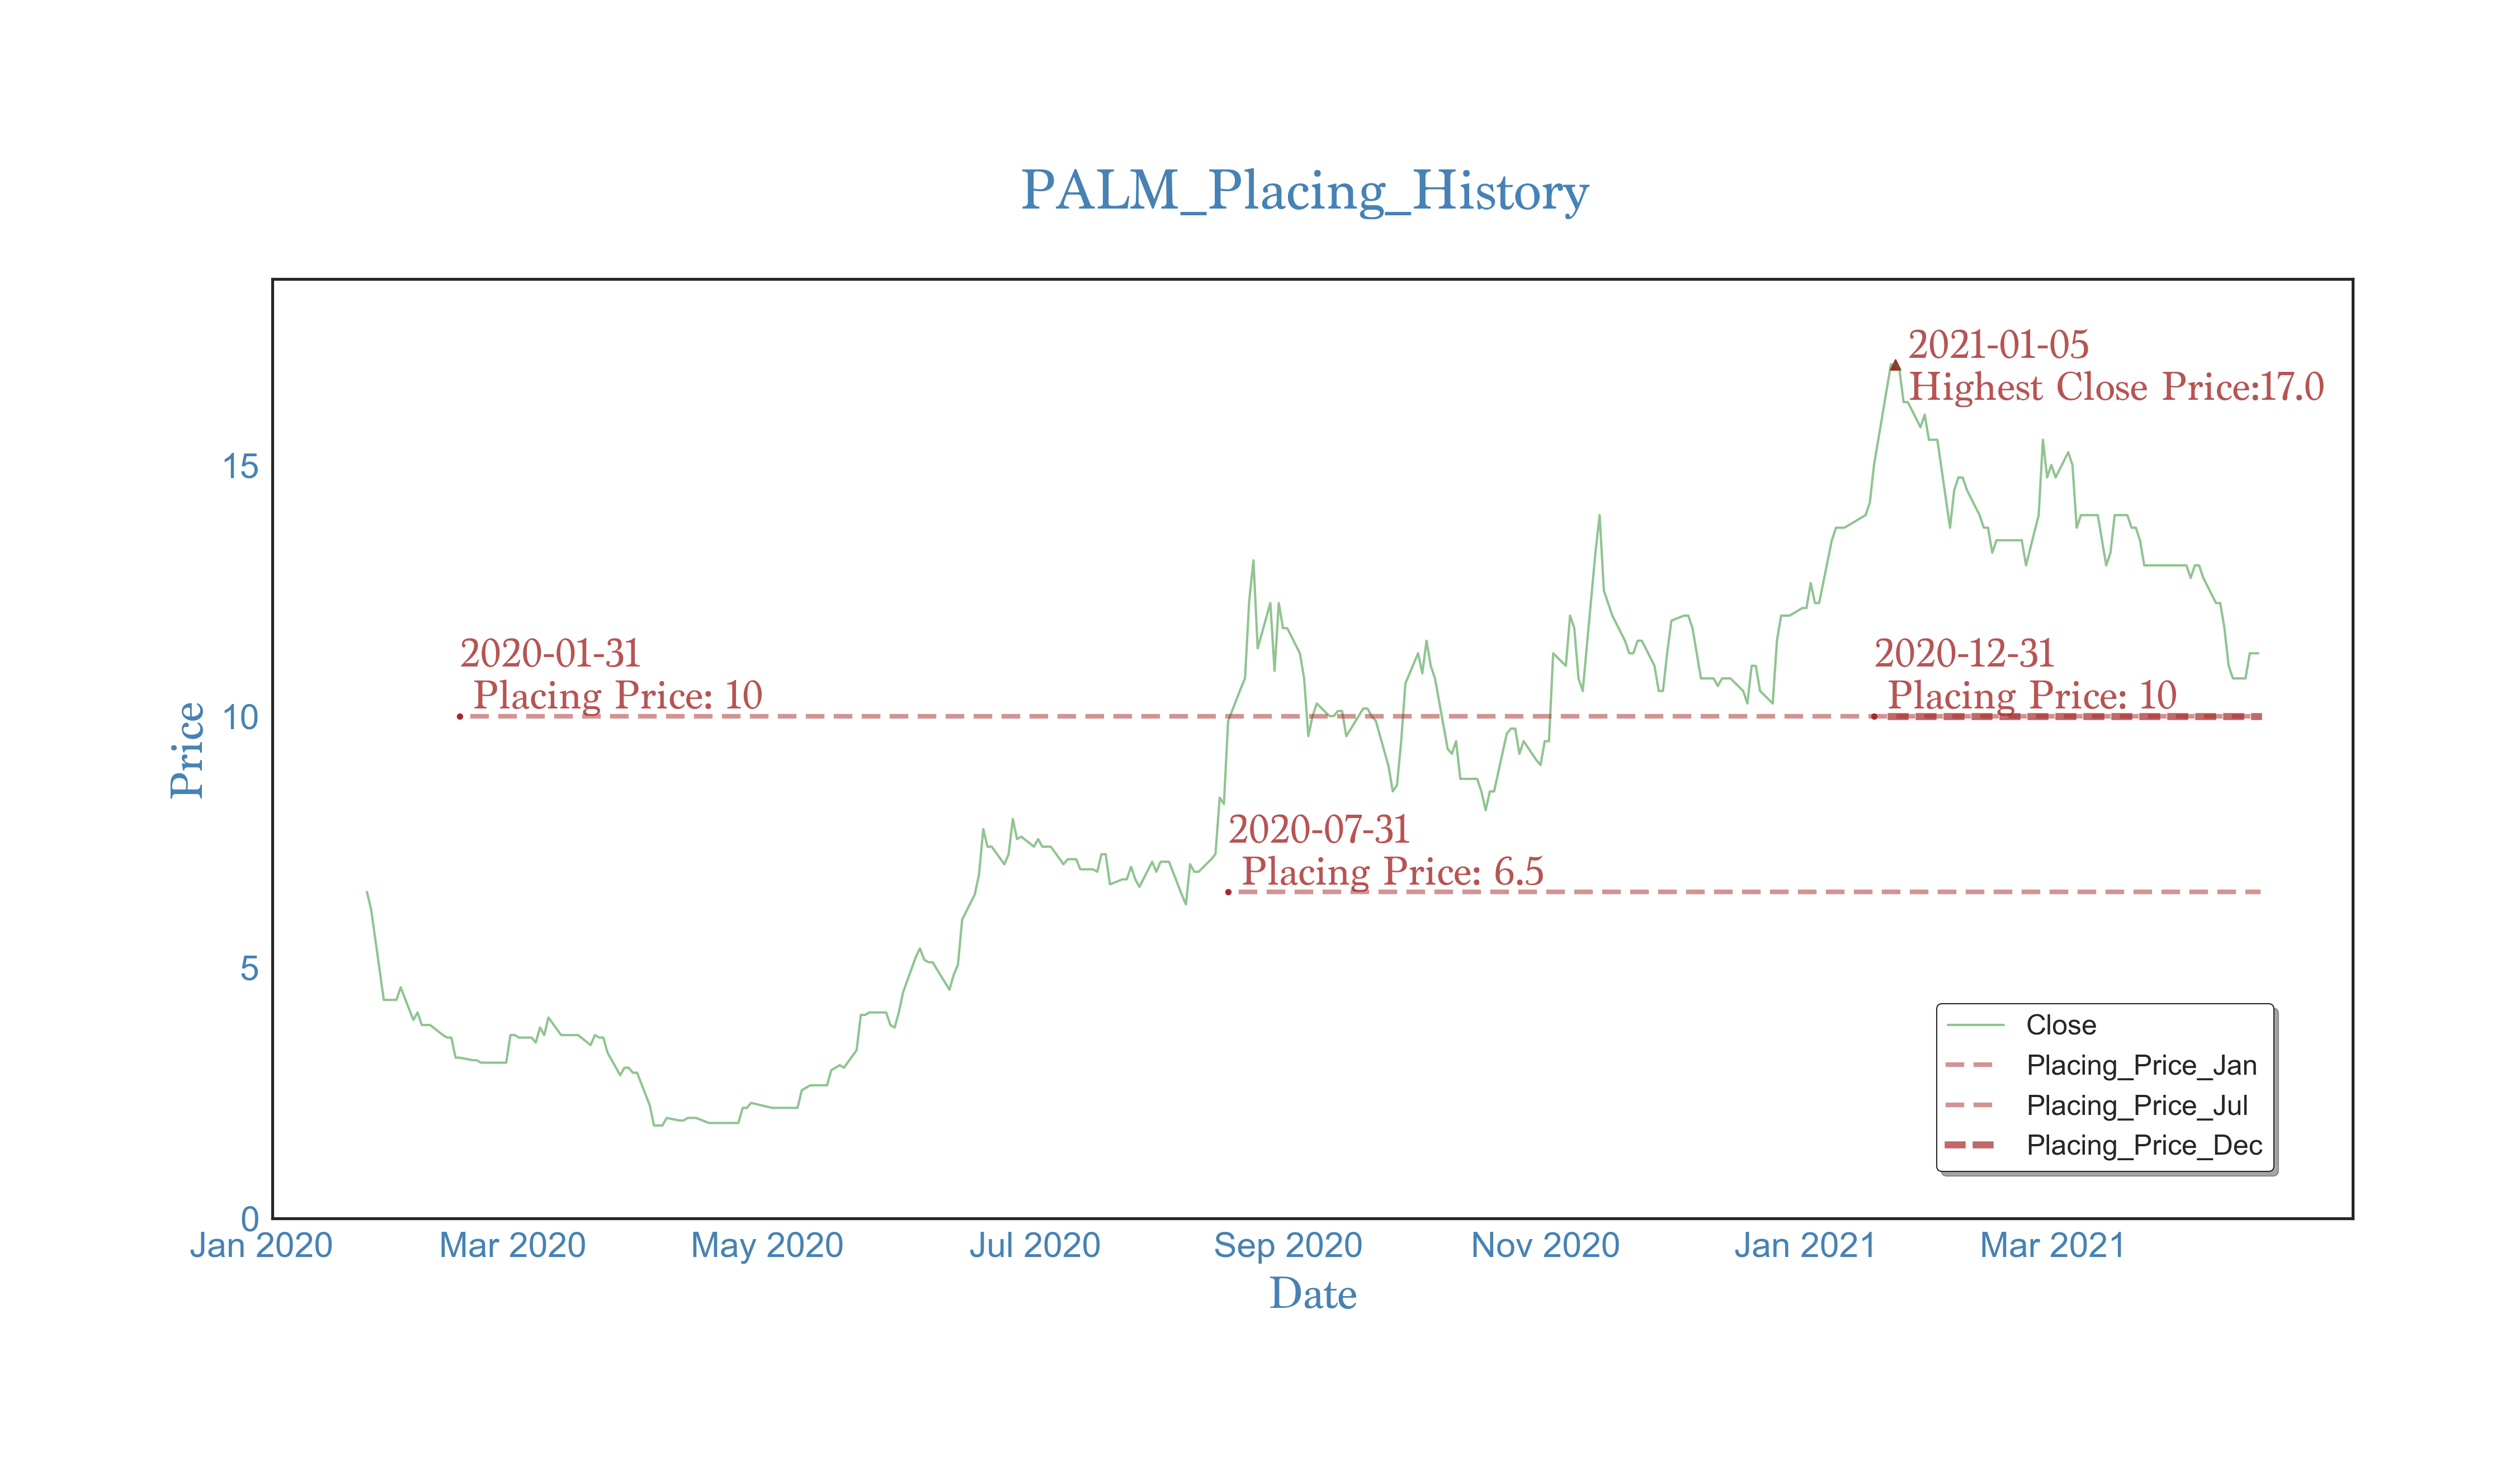 PALM_Placing_History
2021-01-05
Highest Close Price:17.0
15
2020-01-31
Placing Price: 10
2020-12-31
Placing Price: 10
10
Price
2020-07-31
Placing Price: 6.5
5
Close
Placing_Price_Jan
Placing_Price_Jul
Placing_Price_Dec
0
Jan 2020 Mar 2020 May 2020 Jul 2020 Sep 2020 Nov 2020 Jan 2021 Mar 2021
Date